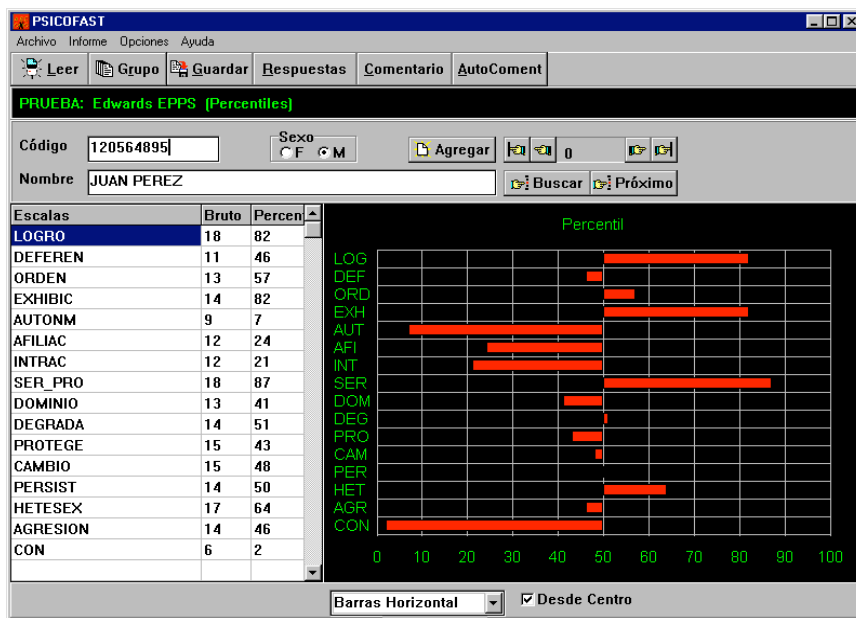 PSICOFAST
Archivo Informe Opciones Ayuda
Leer Grupo Guardar Respuestas Comentario AutoComent
PRUEBA: Edwards EPPS (Percentiles)
Código 120564895 Sexo F M Agregar 0
Nombre JUAN PEREZ Buscar Próximo
Escalas Bruto Percen
LOGRO 18 82
DEFEREN 11 46
ORDEN 13 57
EXHIBIC 14 82
AUTONM 9 7
AFILIAC 12 24
INTRAC 12 21
SER_PRO 18 87
DOMINIO 13 41
DEGRADA 14 51
PROTEGE 15 43
CAMBIO 15 48
PERSIST 14 50
HETESEX 17 64
AGRESION 14 46
CON 6 2
Percentil
LOG
DEF
ORD
EXH
AUT
AFI
INT
SER
DOM
DEG
PRO
CAM
PER
HET
AGR
CON
0 10 20 30 40 50 60 70 80 90 100
Barras Horizontal Desde Centro